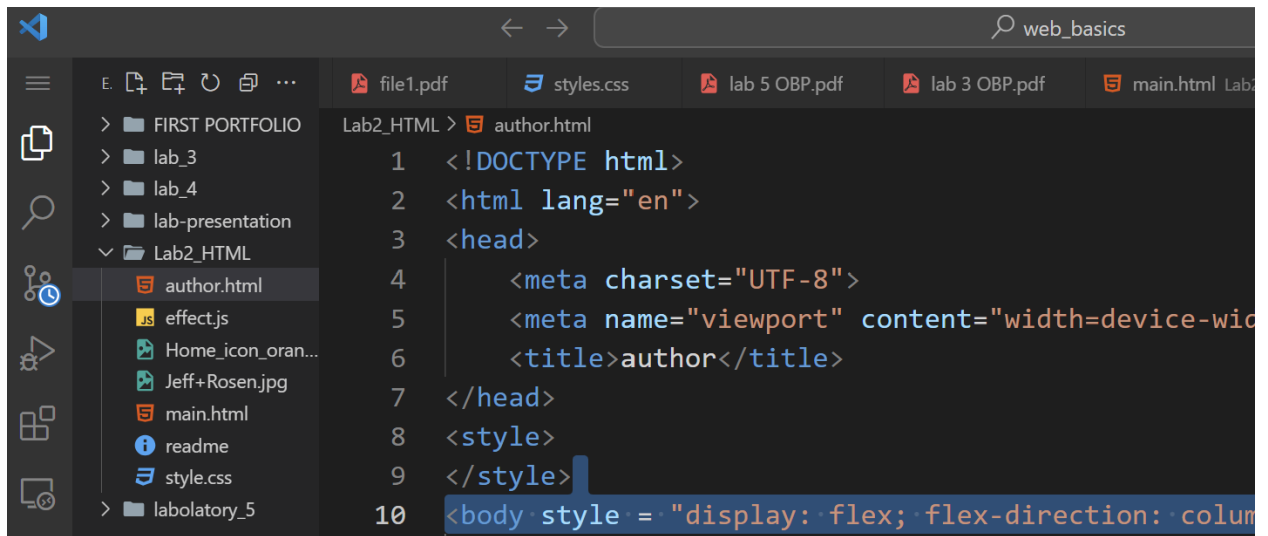 web_basics
E.
file1.pdf
styles.css
lab 5 OBP.pdf
lab 3 OBP.pdf
main.html
FIRST PORTFOLIO
lab_3
lab_4
lab-presentation
Lab2_HTML
author.html
JS effect.js
Home_icon_oran...
Jeff+Rosen.jpg
main.html
readme
style.css
labolatory_5
Lab2_HTML > author.html
1 <!DOCTYPE html>
2 <html lang="en">
3 <head>
4 <meta charset="UTF-8">
5 <meta name="viewport" content="width=device-wid
6 <title>author</title>
7 </head>
8 <style>
9 </style>
10 <body style = "display: flex; flex-direction: colum